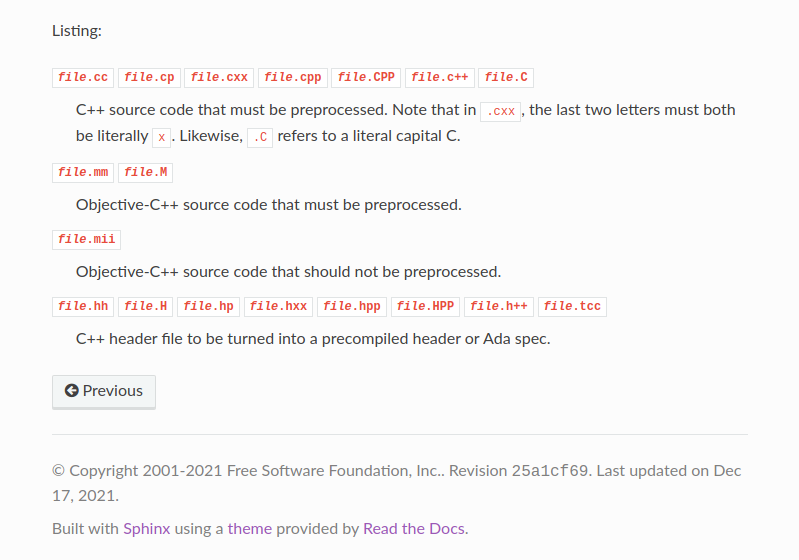 Listing:
file.cc file.cp file.cxx file.cpp file.CPP file.c++ file.C
C++ source code that must be preprocessed. Note that in .cxx, the last two letters must both
be literally x. Likewise, .C refers to a literal capital C.
file.mm file.M
Objective-C++ source code that must be preprocessed.
file.mii
Objective-C++ source code that should not be preprocessed.
file.hh file.H file.hp file.hxx file.hpp file.HPP file.h++ file.tcc
C++ header file to be turned into a precompiled header or Ada spec.
Previous
© Copyright 2001-2021 Free Software Foundation, Inc.. Revision 25a1cf69. Last updated on Dec
17, 2021.
Built with Sphinx using a theme provided by Read the Docs.